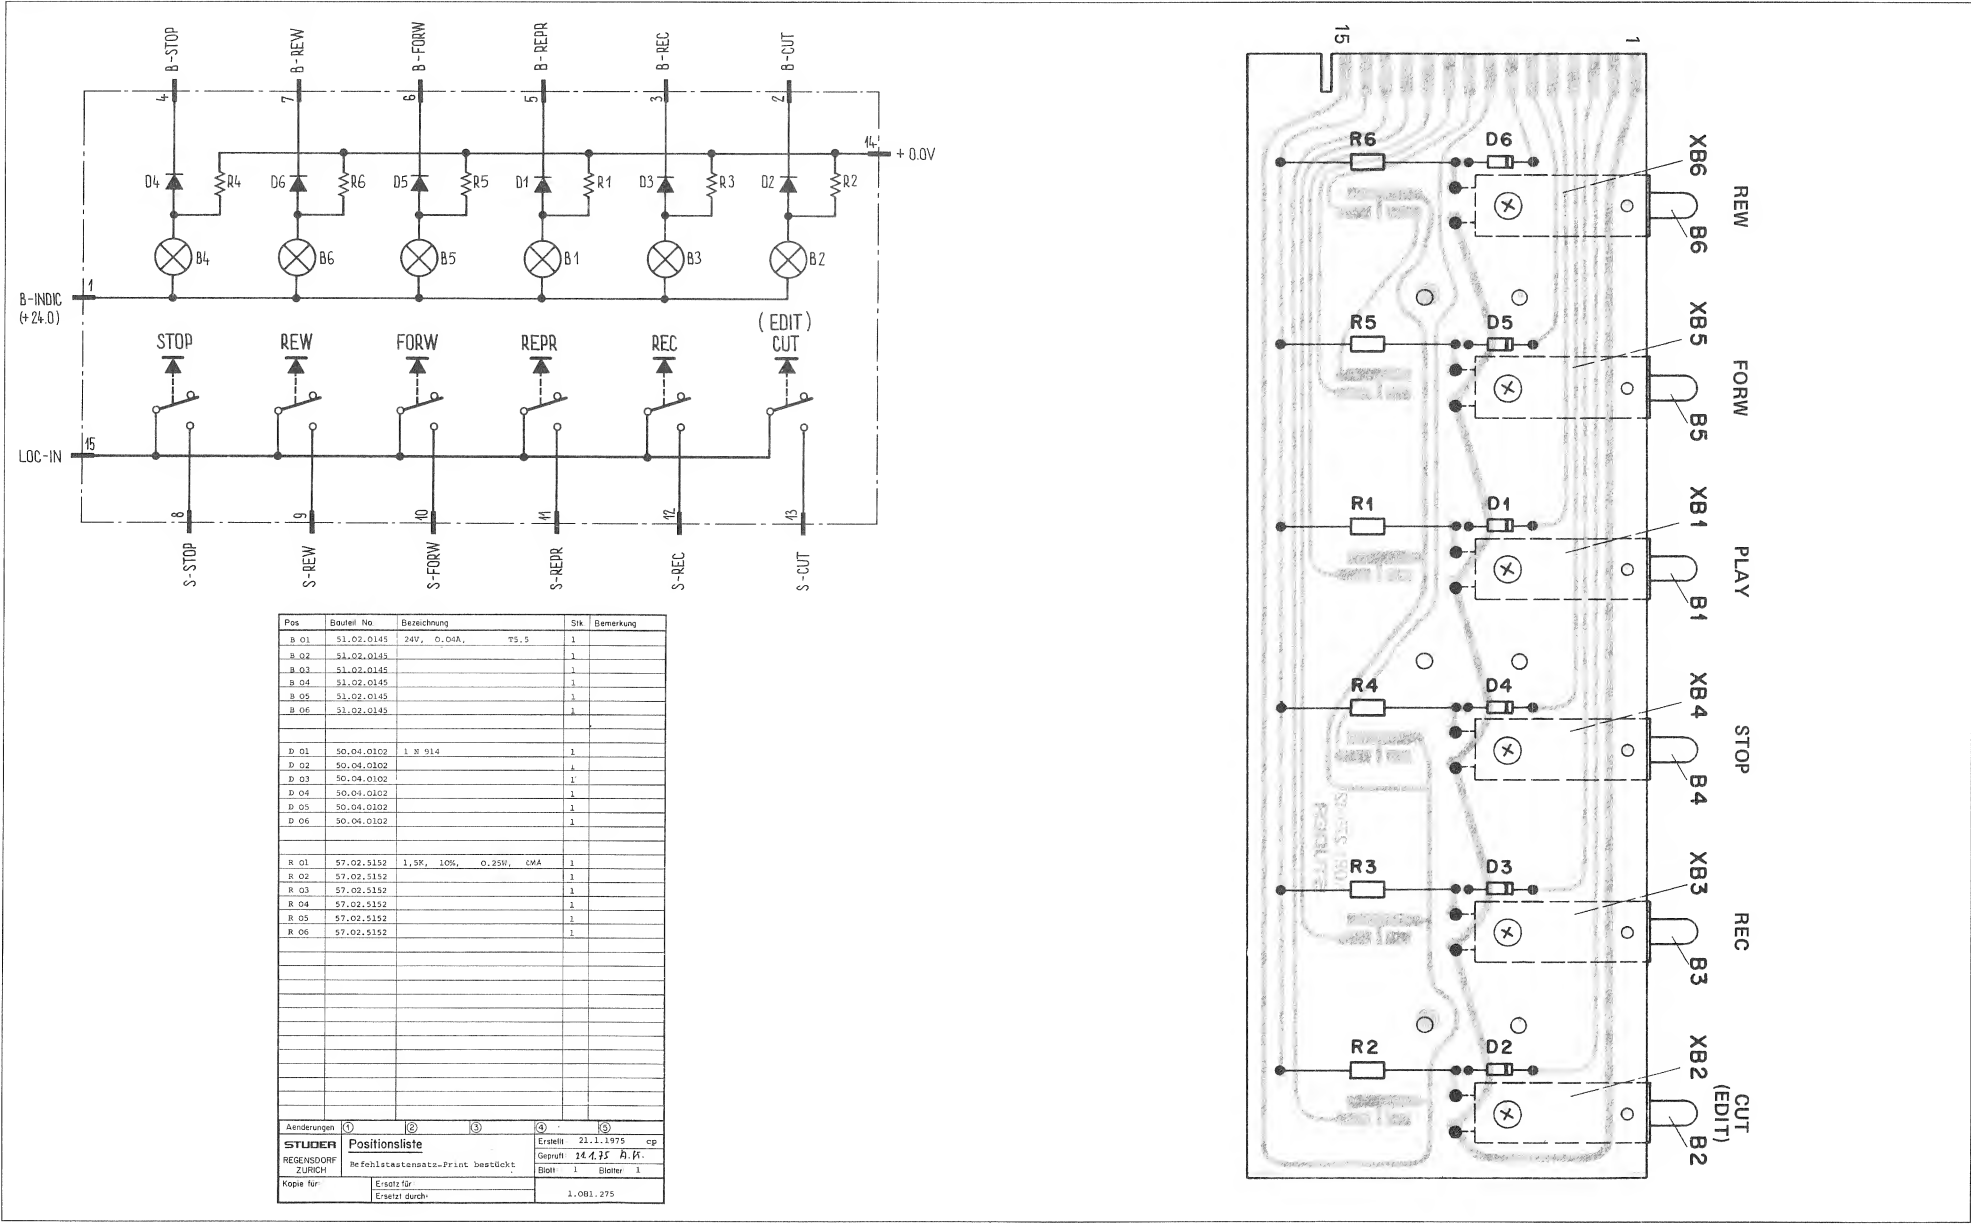 B-STOP
B-REW
B-FORW
B-REPR
B-REC
B-CUT
4
7
6
5
3
2
14
+ 0.0V
D4
R4
D6
R6
D5
R5
D1
R1
D3
R3
D2
R2
B4
B6
B5
B1
B3
B2
1
B-INDIC
(+24.0)
STOP
REW
FORW
REPR
REC
(EDIT)
CUT
15
LOC-IN
8
9
10
11
12
13
S-STOP
S-REW
S-FORW
S-REPR
S-REC
S-CUT
Pos Bauteil No. Bezeichnung Stk Bemerkung
B 01 51.02.0145 24V, 0.04A, T5.5 1
B 02 51.02.0145 1
B 03 51.02.0145 1
B 04 51.02.0145 1
B 05 51.02.0145 1
B 06 51.02.0145 1
D 01 50.04.0102 1 N 914 1
D 02 50.04.0102 1
D 03 50.04.0102 1
D 04 50.04.0102 1
D 05 50.04.0102 1
D 06 50.04.0102 1
R 01 57.02.5152 1,5K, 10%, 0.25W, CMA 1
R 02 57.02.5152 1
R 03 57.02.5152 1
R 04 57.02.5152 1
R 05 57.02.5152 1
R 06 57.02.5152 1
Aenderungen ① ② ③ ④ ⑤
STUDER
REGENSDORF
ZÜRICH
Positionsliste
Befehlstastensatz-Print bestückt
Erstellt 21.1.1975 cp
Geprüft 21.1.75
Blatt 1 Blätter 1
Kopie für
Ersatz für
Ersetzt durch
1.081.275
15
1
R6
D6
XB6
REW
B6
R5
D5
XB5
FORW
B5
R1
D1
XB1
PLAY
B1
R4
D4
XB4
STOP
B4
R3
D3
XB3
REC
B3
R2
D2
XB2
CUT
(EDIT)
B2